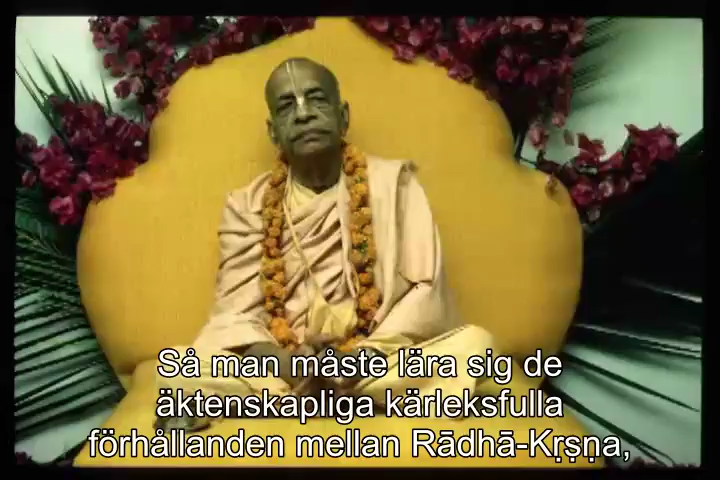 Så man måste lära sig de
äktenskapliga kärleksfulla
förhållanden mellan Rādhā-Kṛṣṇa,